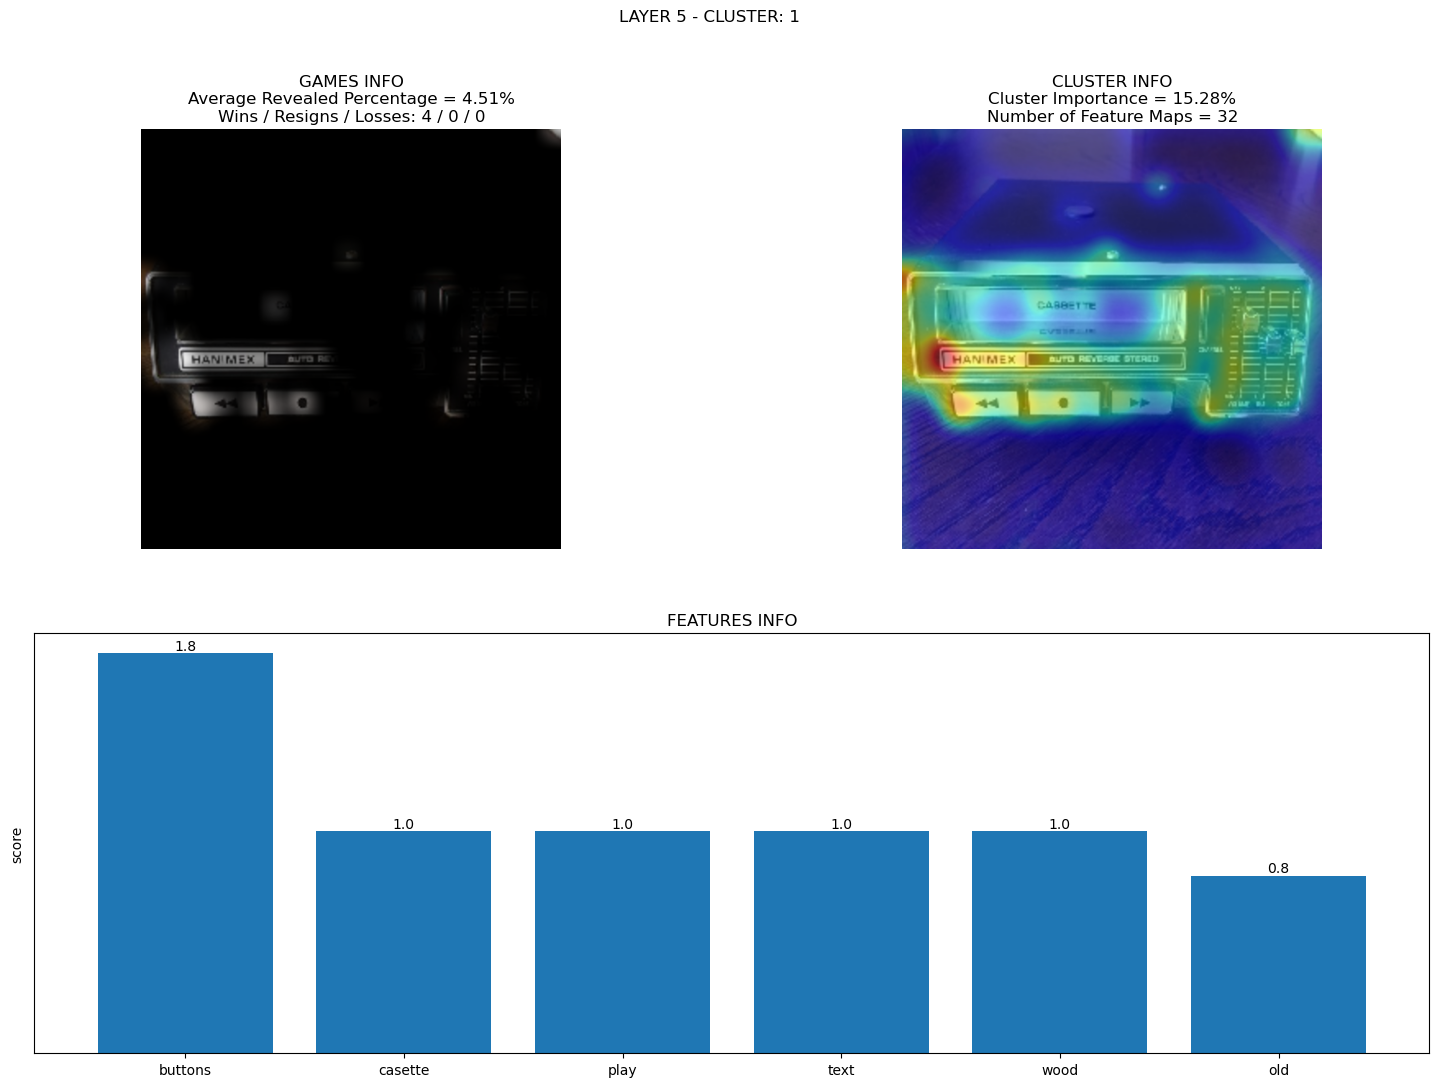 LAYER 5 - CLUSTER: 1
GAMES INFO
Average Revealed Percentage = 4.51%
Wins / Resigns / Losses: 4 / 0 / 0
HANIMEX AUTO REV
CLUSTER INFO
Cluster Importance = 15.28%
Number of Feature Maps = 32
CASSETTE
HANIMEX AUTO REVERSE STEREO
FEATURES INFO
score
1.8
1.0
1.0
1.0
1.0
0.8
buttons
casette
play
text
wood
old